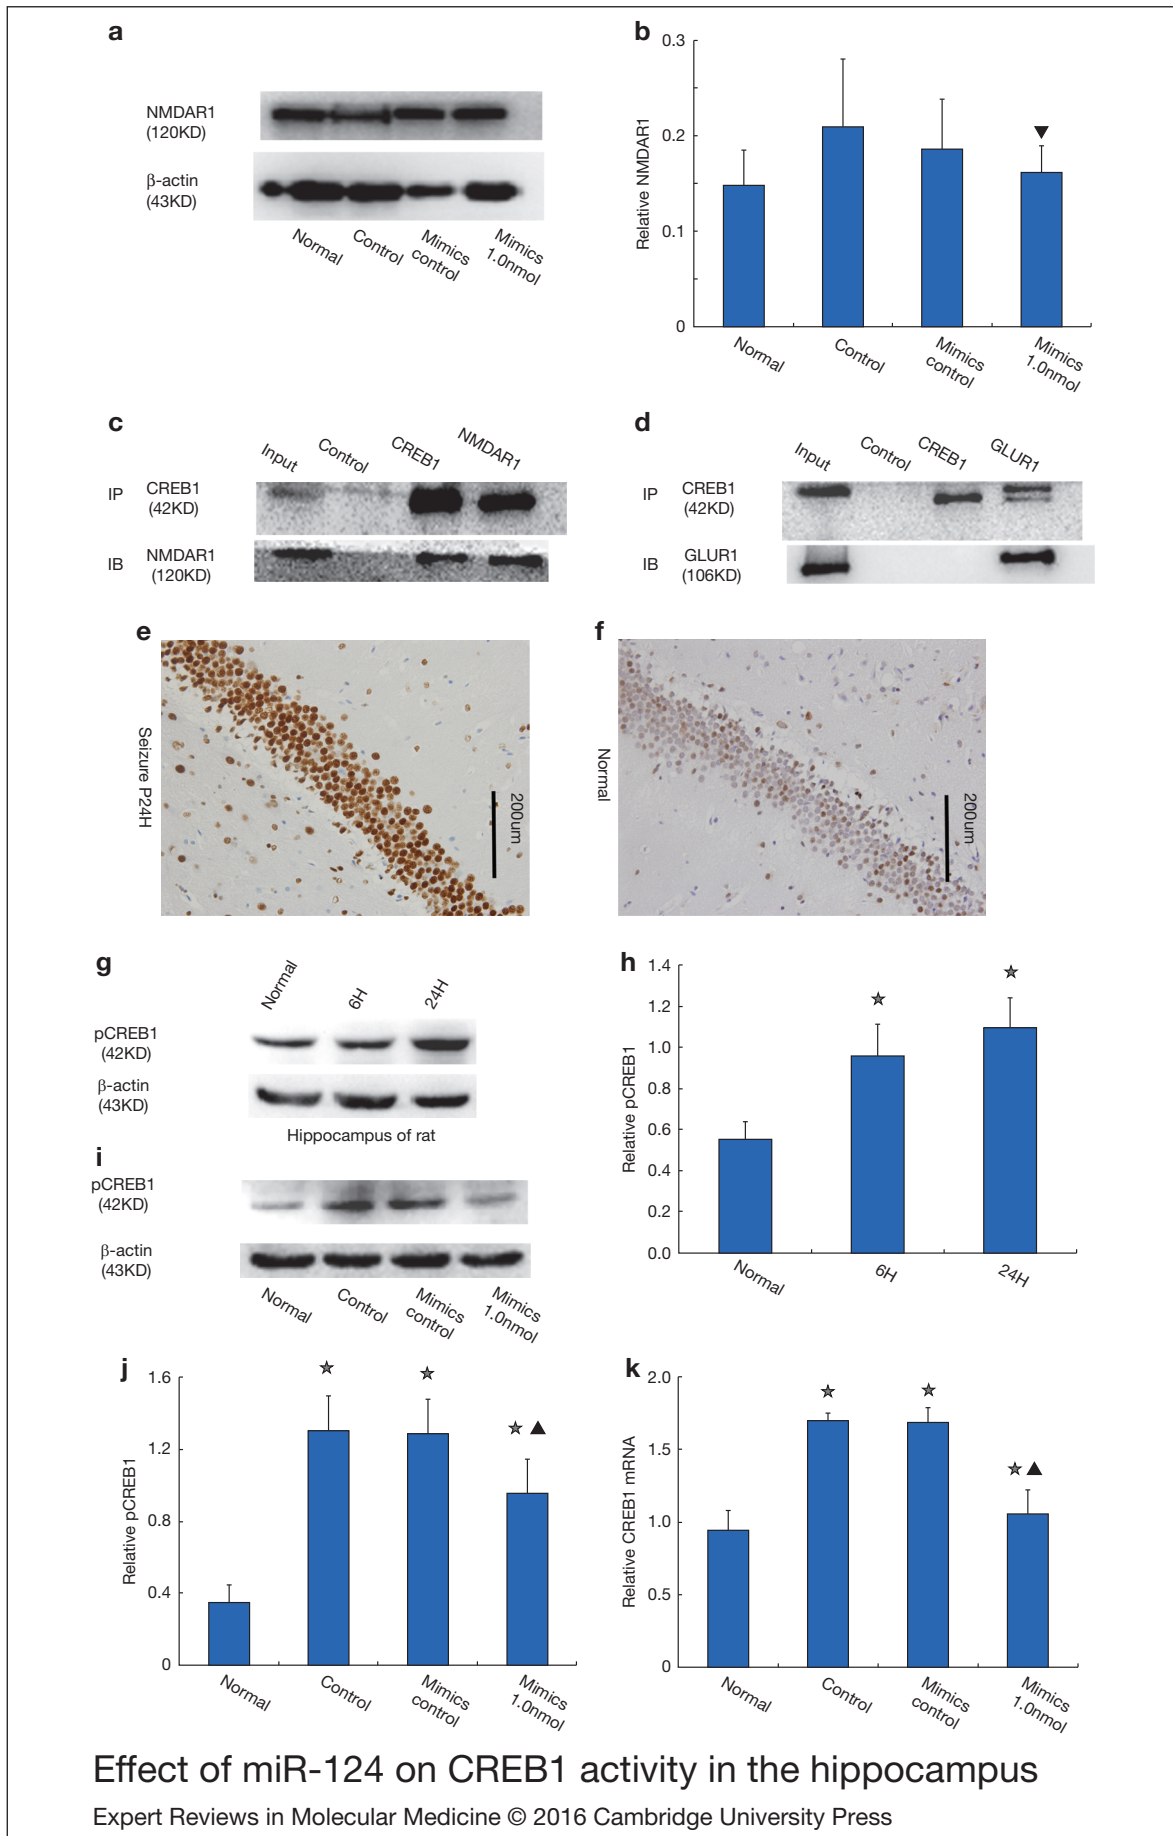 a
NMDAR1
(120KD)
β-actin
(43KD)
Normal
Control
Mimics
control
Mimics
1.0nmol
b
Relative NMDAR1
0.3
0.2
0.1
0
Normal
Control
Mimics
control
Mimics
1.0nmol
c
Input
Control
CREB1
NMDAR1
IP
CREB1
(42KD)
IB
NMDAR1
(120KD)
d
Input
Control
CREB1
GLUR1
IP
CREB1
(42KD)
IB
GLUR1
(106KD)
e
Seizure P24H
200um
f
Normal
200um
g
Normal
6H
24H
pCREB1
(42KD)
β-actin
(43KD)
Hippocampus of rat
h
Relative pCREB1
1.4
1.2
1.0
0.8
0.6
0.4
0.2
0.0
Normal
6H
24H
i
pCREB1
(42KD)
β-actin
(43KD)
Normal
Control
Mimics
control
Mimics
1.0nmol
j
Relative pCREB1
1.6
1.2
0.8
0.4
0
Normal
Control
Mimics
control
Mimics
1.0nmol
k
Relative CREB1 mRNA
2.0
1.5
1.0
0.5
0
Normal
Control
Mimics
control
Mimics
1.0nmol
Effect of miR-124 on CREB1 activity in the hippocampus
Expert Reviews in Molecular Medicine © 2016 Cambridge University Press